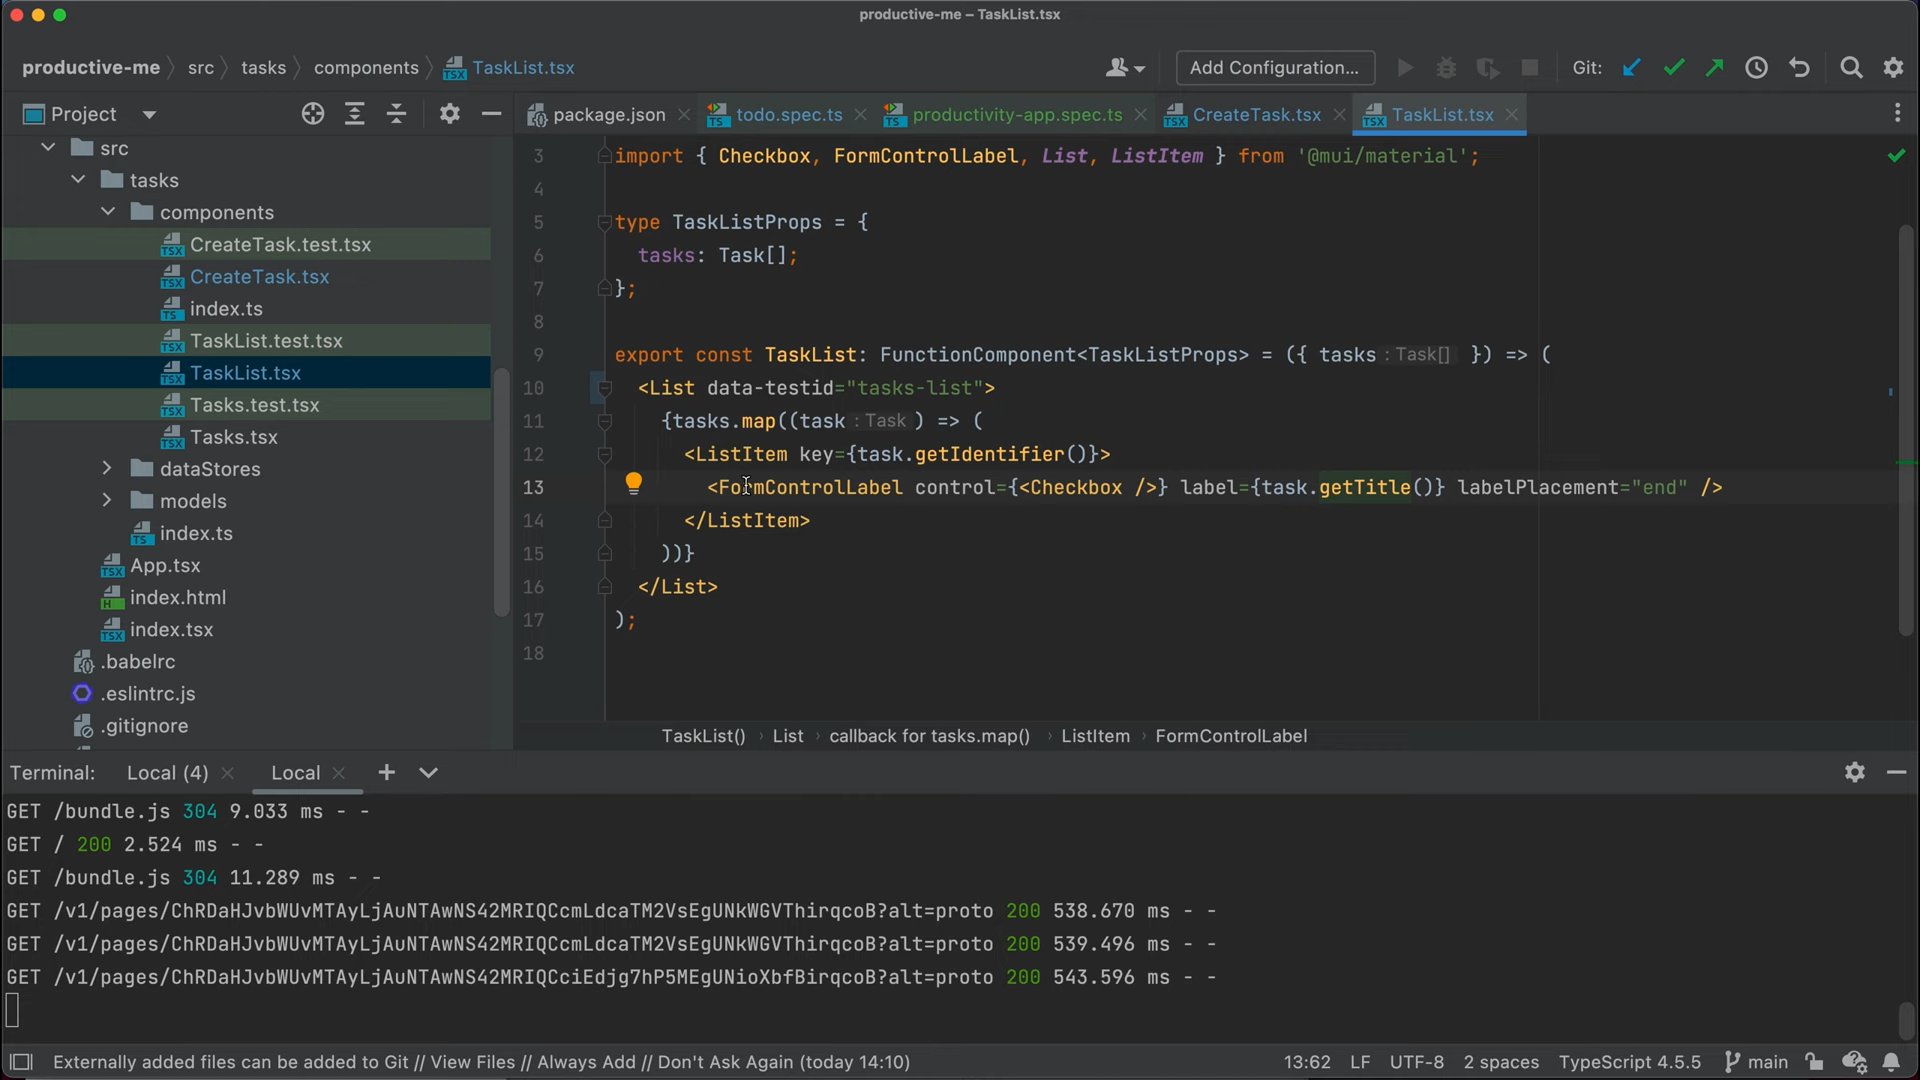 productive-me – TaskList.tsx
productive-me 〉 src 〉 tasks 〉 components 〉 TaskList.tsx
Add Configuration...
Git:
Project
package.json
todo.spec.ts
productivity-app.spec.ts
CreateTask.tsx
TaskList.tsx
src
tasks
components
CreateTask.test.tsx
CreateTask.tsx
index.ts
TaskList.test.tsx
TaskList.tsx
Tasks.test.tsx
Tasks.tsx
dataStores
models
index.ts
App.tsx
index.html
index.tsx
.babelrc
.eslintrc.js
.gitignore
3 import { Checkbox, FormControlLabel, List, ListItem } from '@mui/material';
4
5 type TaskListProps = {
6 tasks: Task[];
7 };
8
9 export const TaskList: FunctionComponent<TaskListProps> = ({ tasks : Task[] }) => (
10 <List data-testid="tasks-list">
11 {tasks.map((task : Task ) => (
12 <ListItem key={task.getIdentifier()}>
13 <FormControlLabel control={<Checkbox />} label={task.getTitle()} labelPlacement="end" />
14 </ListItem>
15 ))}
16 </List>
17 );
18
TaskList() › List › callback for tasks.map() › ListItem › FormControlLabel
Terminal: Local (4) Local
GET /bundle.js 304 9.033 ms - -
GET / 200 2.524 ms - -
GET /bundle.js 304 11.289 ms - -
GET /v1/pages/ChRDaHJvbWUvMTAyLjAuNTAwNS42MRIQCcmLdcaTM2VsEgUNkWGVThirqcoB?alt=proto 200 538.670 ms - -
GET /v1/pages/ChRDaHJvbWUvMTAyLjAuNTAwNS42MRIQCcmLdcaTM2VsEgUNkWGVThirqcoB?alt=proto 200 539.496 ms - -
GET /v1/pages/ChRDaHJvbWUvMTAyLjAuNTAwNS42MRIQCciEdjg7hP5MEgUNioXbfBirqcoB?alt=proto 200 543.596 ms - -
Externally added files can be added to Git // View Files // Always Add // Don't Ask Again (today 14:10)
13:62 LF UTF-8 2 spaces TypeScript 4.5.5 main